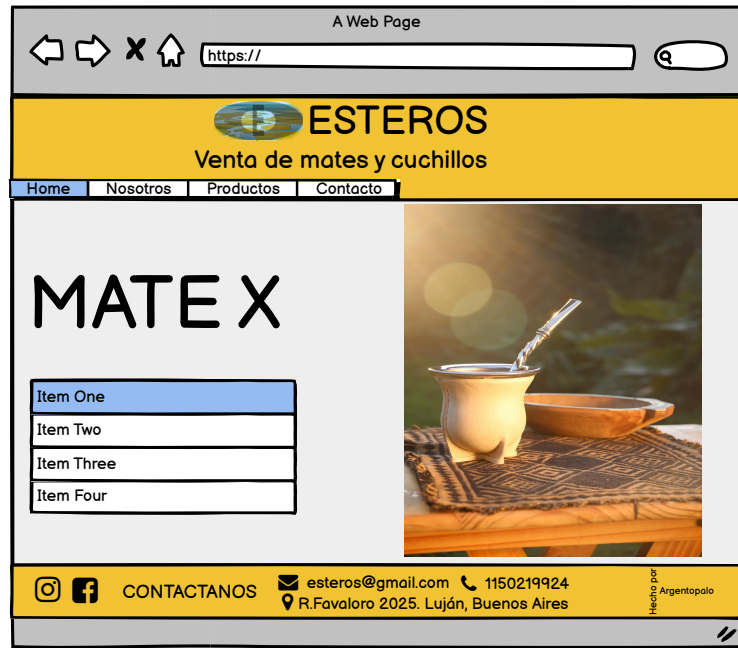 A Web Page
https://
E ESTEROS
Venta de mates y cuchillos
Home Nosotros Productos Contacto
MATE X
Item One
Item Two
Item Three
Item Four
CONTACTANOS
esteros@gmail.com 1150219924
R.Favaloro 2025. Luján, Buenos Aires
Hecho por
Argentopalo